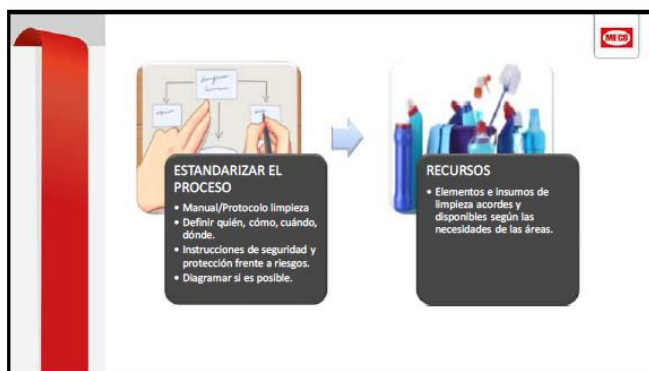 MECO
ESTANDARIZAR EL
PROCESO
• Manual/Protocolo limpieza
• Definir quién, cómo, cuándo,
dónde.
• Instrucciones de seguridad y
protección frente a riesgos.
• Diagramar si es posible.
RECURSOS
• Elementos e insumos de
limpieza acordes y
disponibles según las
necesidades de las áreas.